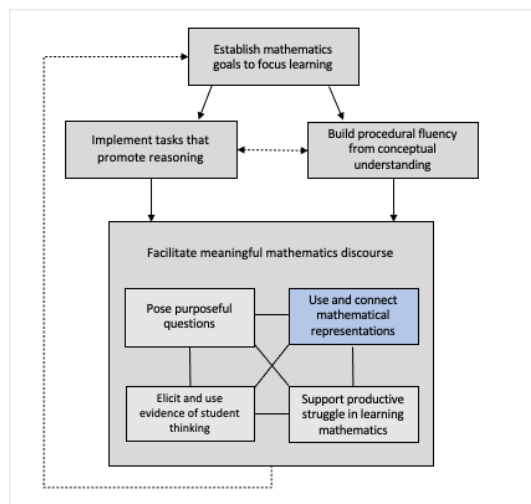 Establish mathematics
goals to focus learning
Implement tasks that
promote reasoning
Build procedural fluency
from conceptual
understanding
Facilitate meaningful mathematics discourse
Pose purposeful
questions
Use and connect
mathematical
representations
Elicit and use
evidence of student
thinking
Support productive
struggle in learning
mathematics